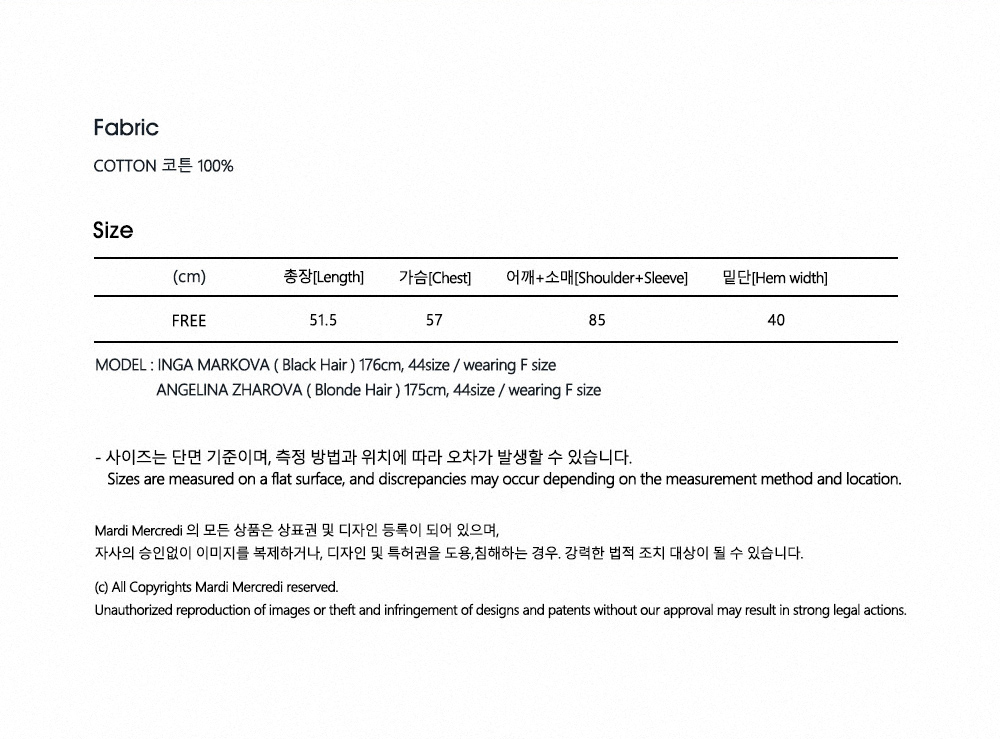 Fabric
COTTON 코튼 100%
Size
(cm) 총장[Length] 가슴[Chest] 어깨+소매[Shoulder+Sleeve] 밑단[Hem width]
FREE 51.5 57 85 40
MODEL : INGA MARKOVA ( Black Hair ) 176cm, 44size / wearing F size
ANGELINA ZHAROVA ( Blonde Hair ) 175cm, 44size / wearing F size
- 사이즈는 단면 기준이며, 측정 방법과 위치에 따라 오차가 발생할 수 있습니다.
Sizes are measured on a flat surface, and discrepancies may occur depending on the measurement method and location.
Mardi Mercredi 의 모든 상품은 상표권 및 디자인 등록이 되어 있으며,
자사의 승인없이 이미지를 복제하거나, 디자인 및 특허권을 도용,침해하는 경우. 강력한 법적 조치 대상이 될 수 있습니다.
(c) All Copyrights Mardi Mercredi reserved.
Unauthorized reproduction of images or theft and infringement of designs and patents without our approval may result in strong legal actions.